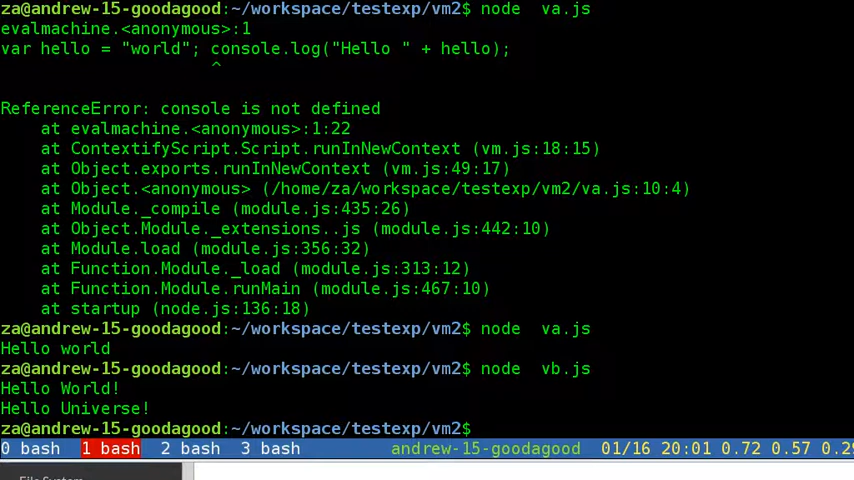 za@andrew-15-goodagood:~/workspace/testexp/vm2$ node  va.js
evalmachine.<anonymous>:1
var hello = "world"; console.log("Hello " + hello);
                     ^
ReferenceError: console is not defined
    at evalmachine.<anonymous>:1:22
    at ContextifyScript.Script.runInNewContext (vm.js:18:15)
    at Object.exports.runInNewContext (vm.js:49:17)
    at Object.<anonymous> (/home/za/workspace/testexp/vm2/va.js:10:4)
    at Module._compile (module.js:435:26)
    at Object.Module._extensions..js (module.js:442:10)
    at Module.load (module.js:356:32)
    at Function.Module._load (module.js:313:12)
    at Function.Module.runMain (module.js:467:10)
    at startup (node.js:136:18)
za@andrew-15-goodagood:~/workspace/testexp/vm2$ node  va.js
Hello world
za@andrew-15-goodagood:~/workspace/testexp/vm2$ node  vb.js
Hello World!
Hello Universe!
za@andrew-15-goodagood:~/workspace/testexp/vm2$
0 bash  1 bash  2 bash  3 bash  andrew-15-goodagood  01/16 20:01 0.72 0.57 0.29
File System